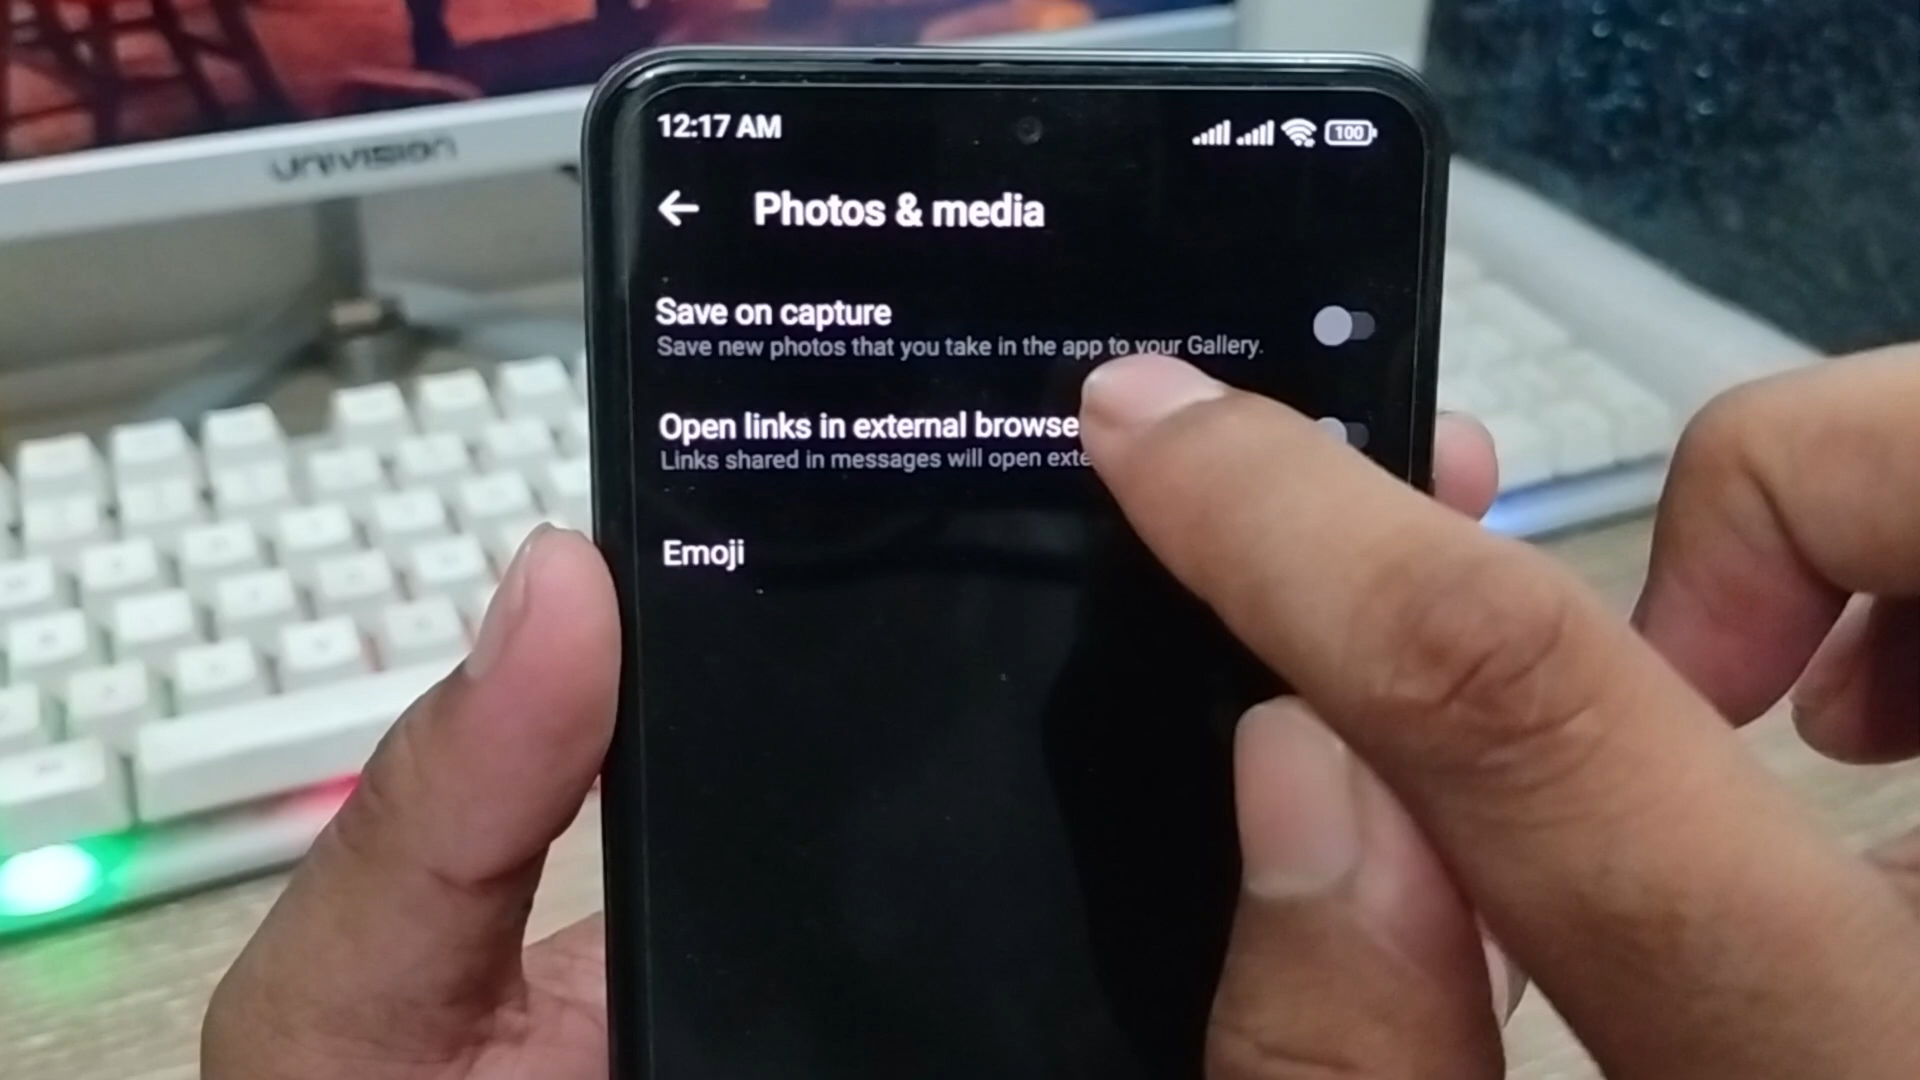 UNIVISION
12:17 AM
100
Photos & media
Save on capture
Save new photos that you take in the app to your Gallery.
Open links in external browse
Links shared in messages will open exte
Emoji